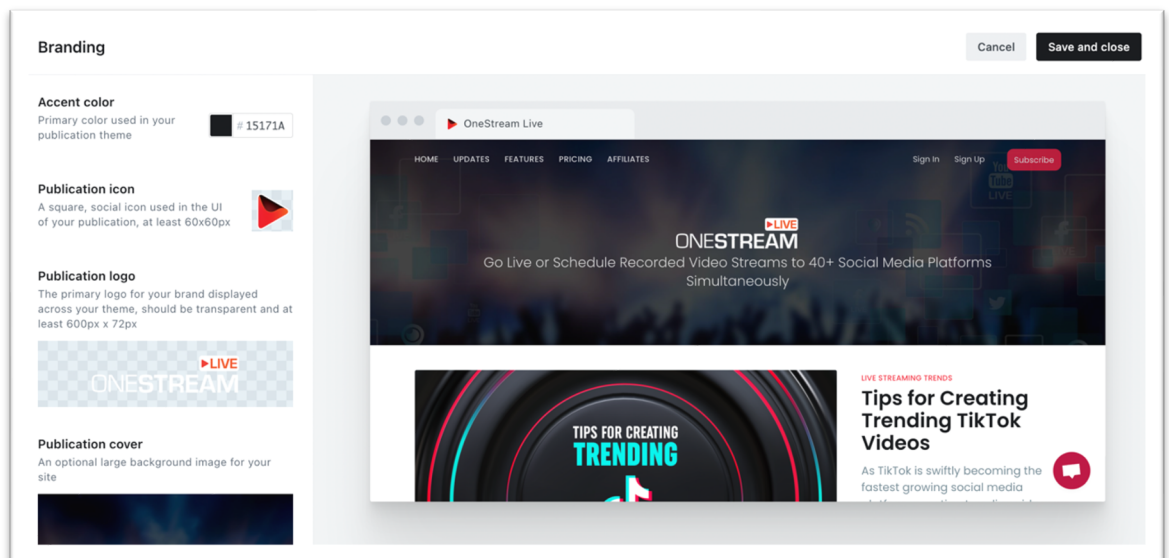 Branding
Cancel
Save and close
Accent color
Primary color used in your
publication theme
# 15171A
Publication icon
A square, social icon used in the UI
of your publication, at least 60x60px
Publication logo
The primary logo for your brand displayed
across your theme, should be transparent and at
least 600px x 72px
LIVE
ONESTREAM
Publication cover
An optional large background image for your
site
OneStream Live
HOME UPDATES FEATURES PRICING AFFILIATES
Sign In Sign Up Subscribe
You
Tube
LIVE
LIVE
ONESTREAM
Go Live or Schedule Recorded Video Streams to 40+ Social Media Platforms
Simultaneously
TIPS FOR CREATING
TRENDING
LIVE STREAMING TRENDS
Tips for Creating
Trending TikTok
Videos
As TikTok is swiftly becoming the
fastest growing social media